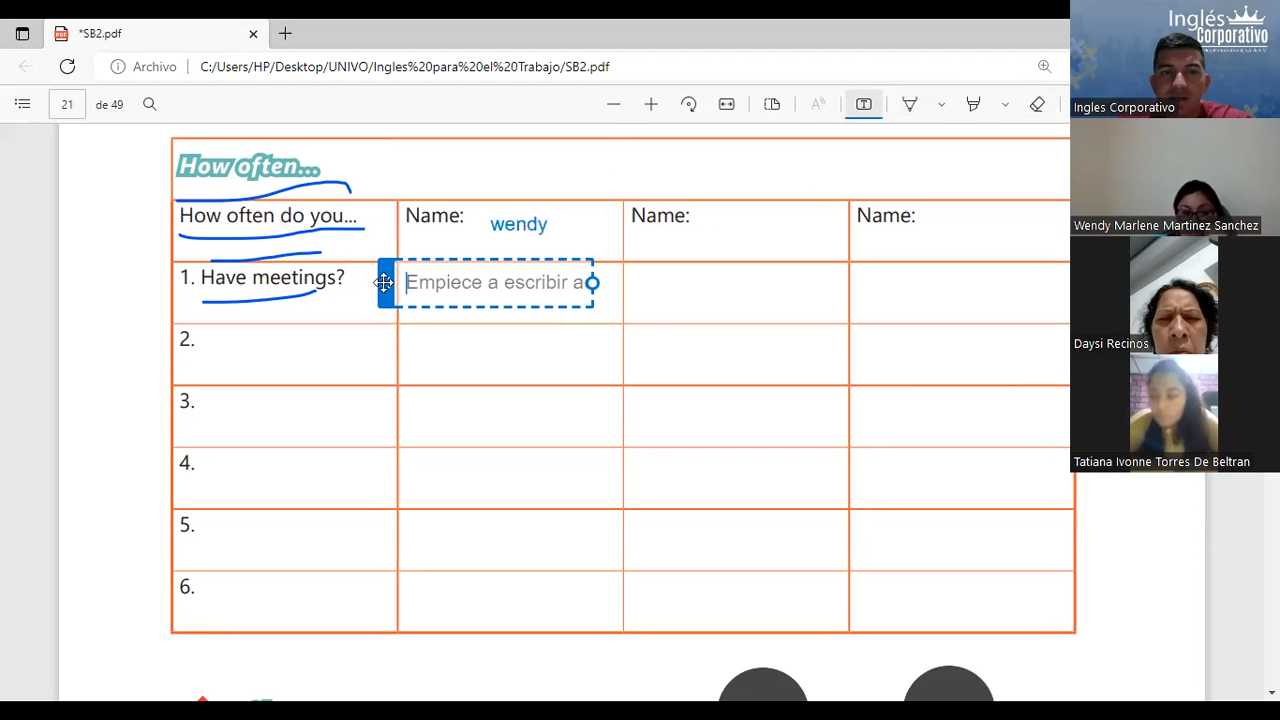 *SB2.pdf
Archivo
C:/Users/HP/Desktop/UNIVO/Ingles%20para%20el%20Trabajo/SB2.pdf
21
de 49
Inglés
Corporativo
Ingles Corporativo
Wendy Marlene Martinez Sanchez
Daysi Recinos
Tatiana Ivonne Torres De Beltran
How often...
How often do you...
Name:
wendy
Name:
Name:
1. Have meetings?
Empiece a escribir a
2.
3.
4.
5.
6.